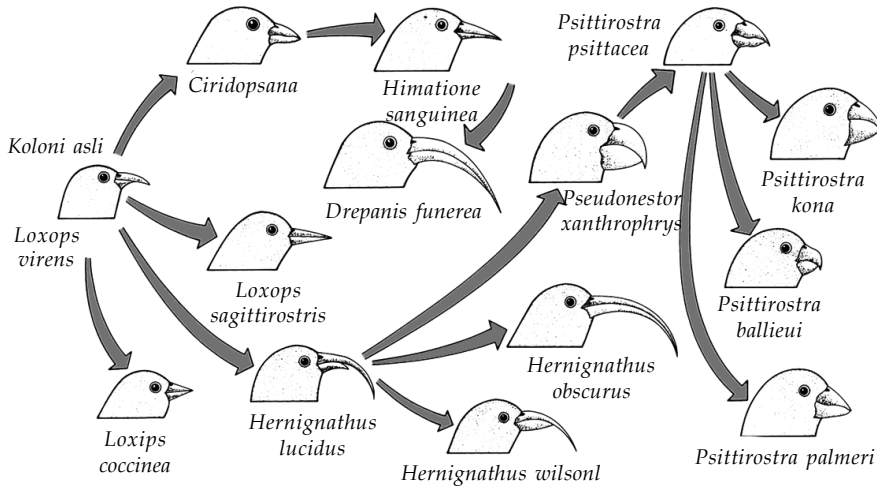 Psittirostra
psittacea
Ciridopsana
Himatione
sanguinea
Koloni asli
Psittirostra
kona
Drepanis funerea
Pseudonestor
xanthrophrys
Loxops
virens
Loxops
sagittirostris
Psittirostra
ballieui
Hernignathus
obscurus
Hernignathus
lucidus
Loxips
coccinea
Hernignathus wilsonl
Psittirostra palmeri